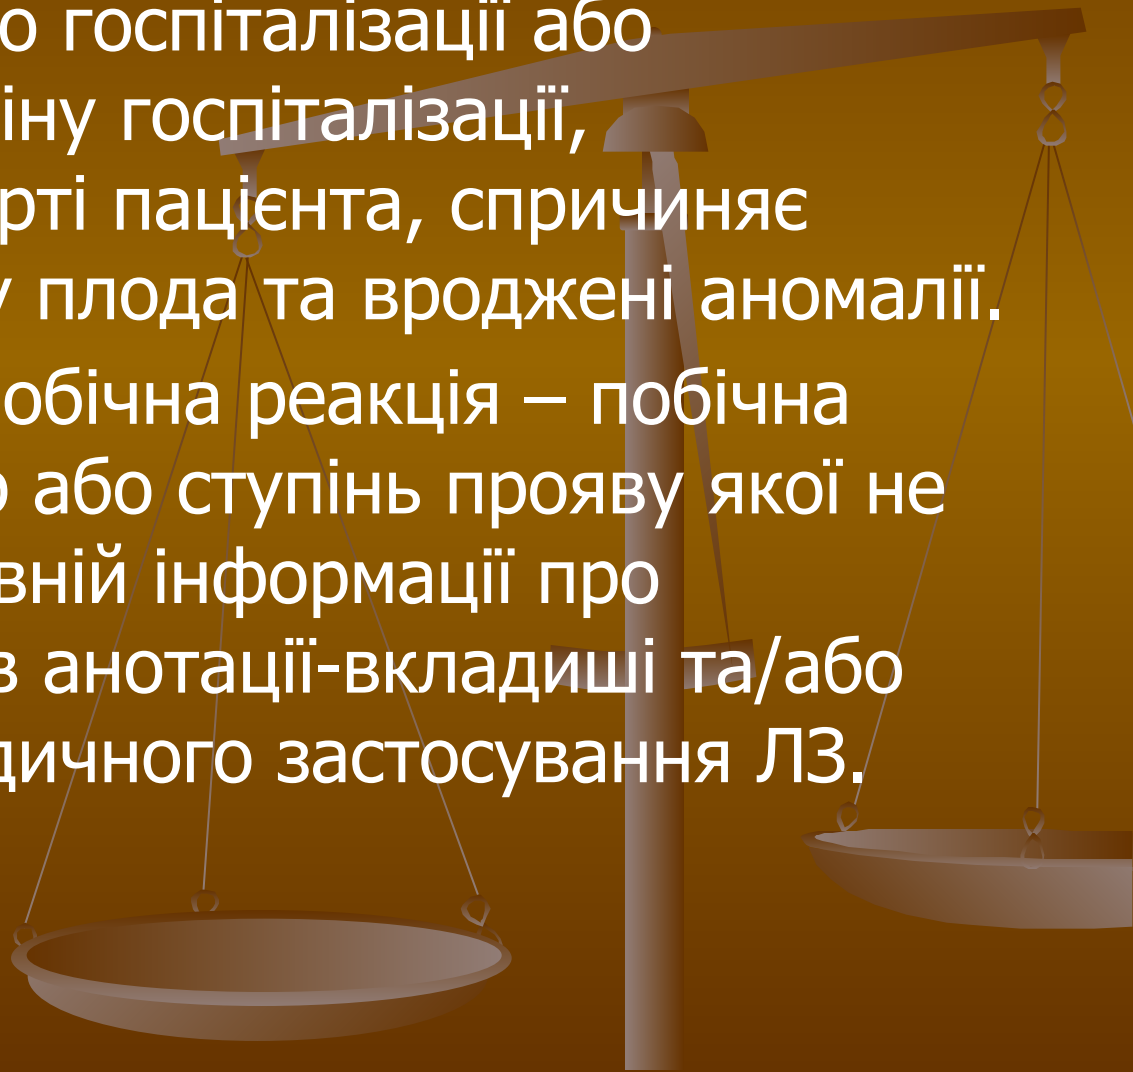 о госпіталізації або
іну госпіталізації,
рті пацієнта, спричиняє
у плода та вроджені аномалії.
обічна реакція – побічна
о або ступінь прояву якої не
вній інформації про
в анотації-вкладиші та/або
дичного застосування ЛЗ.